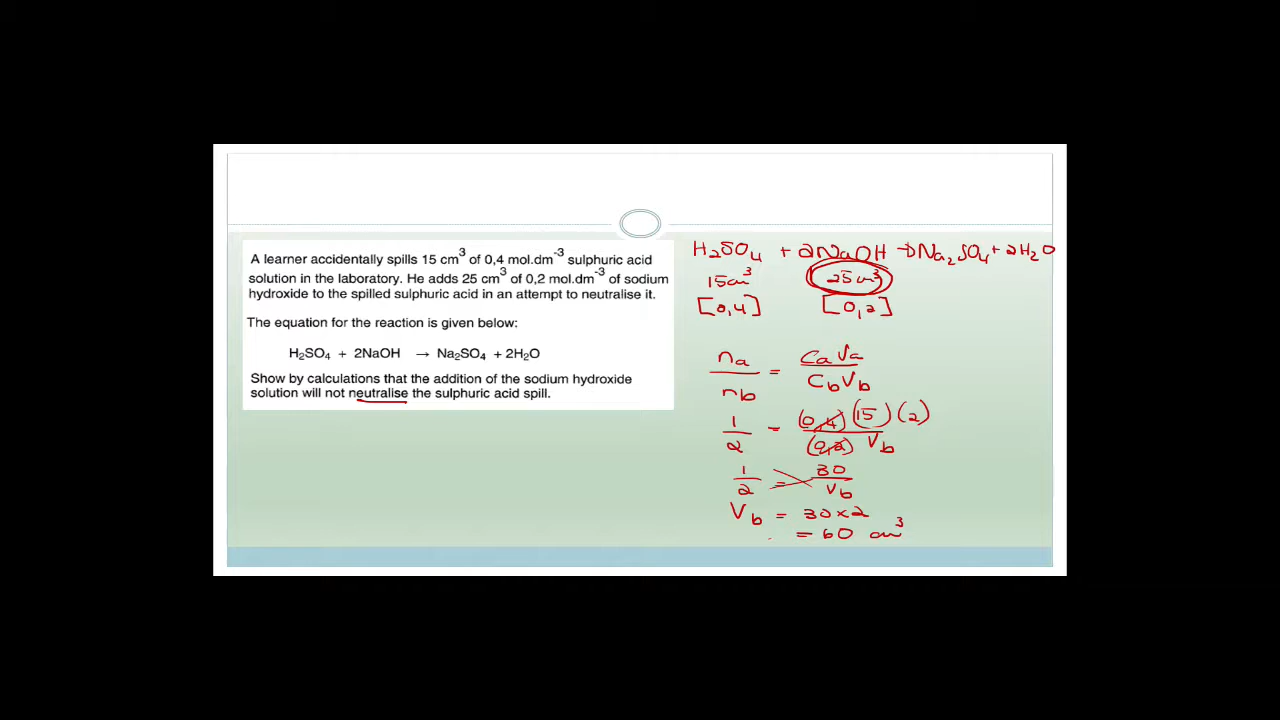 A learner accidentally spills 15 cm³ of 0,4 mol.dm⁻³ sulphuric acid
solution in the laboratory. He adds 25 cm³ of 0,2 mol.dm⁻³ of sodium
hydroxide to the spilled sulphuric acid in an attempt to neutralise it.
The equation for the reaction is given below:
H₂SO₄ + 2NaOH → Na₂SO₄ + 2H₂O
Show by calculations that the addition of the sodium hydroxide
solution will not neutralise the sulphuric acid spill.
H₂SO₄ + 2NaOH → Na₂SO₄ + 2H₂O
15cm³ 25cm³
[0,4] [0,2]
na/nb = CaVa/CbVb
1/2 = (0,4)(15)(2)/(0,2)Vb
1/2 = 30/Vb
Vb = 30×2
= 60 cm³